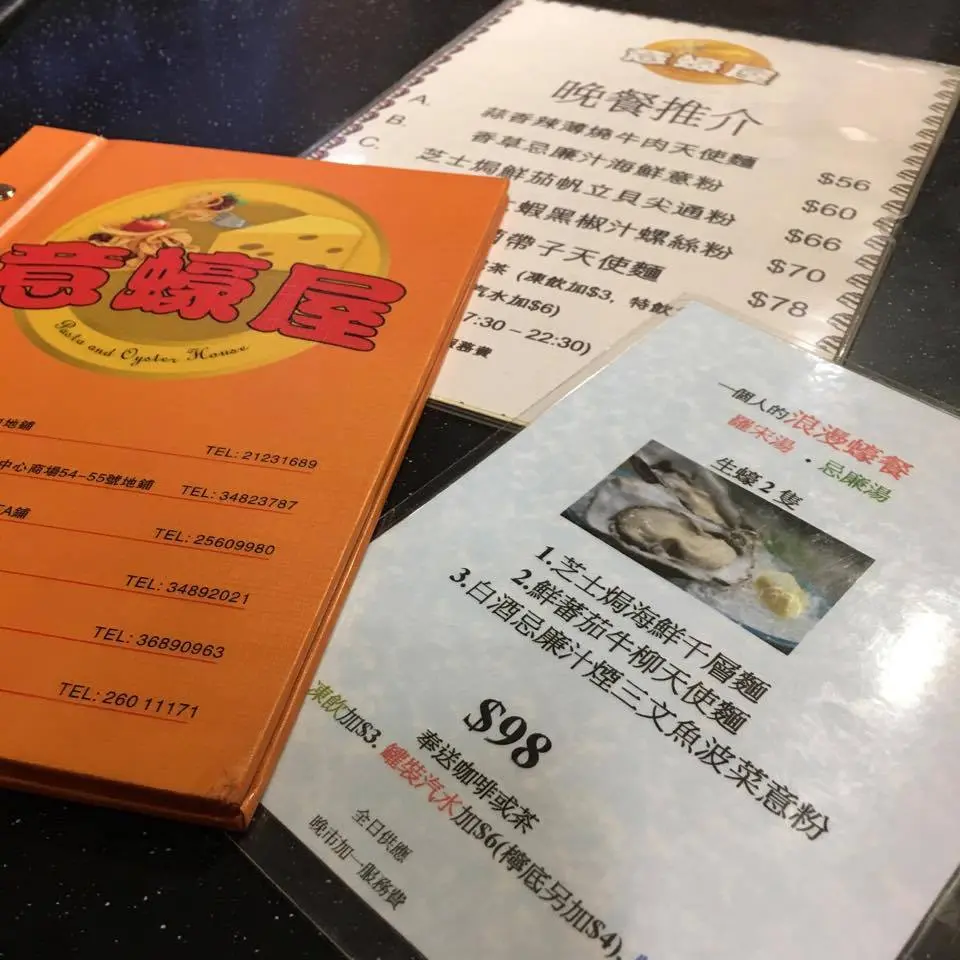 意蠔屋
Pasta and Oyster House
地鋪
TEL: 21231689
中心商場54-55號地鋪
TEL: 34823787
A鋪
TEL: 25609980
TEL: 34892021
TEL: 36890963
TEL: 260 11171
意蠔屋
晚餐推介
A. 蒜香辣薄燒牛肉天使麵 $56
B. 香草忌廉汁海鮮意粉 $60
C. 芝士焗鮮茄帆立貝尖通粉 $66
蝦黑椒汁螺絲粉 $70
帶子天使麵 $78
茶 (凍飲加$3, 特飲
汽水加$6)
7:30 – 22:30)
服務費
一個人的浪漫蠔餐
羅宋湯 · 忌廉湯
生蠔2隻
1.芝士焗海鮮千層麵
2.鮮蕃茄牛柳天使麵
3.白酒忌廉汁煙三文魚波菜意粉
$98
奉送咖啡或茶
凍飲加$3. 罐裝汽水加$6(檸底另加$4),
全日供應
晚市加一服務費